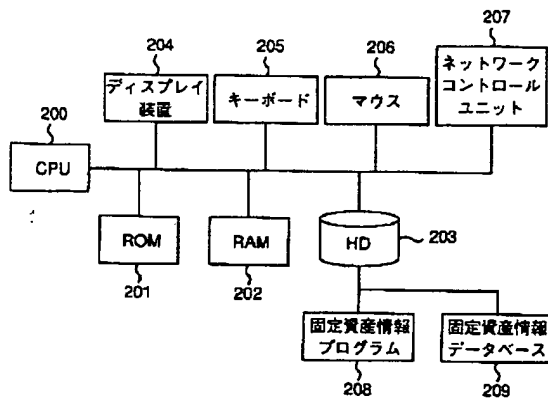 207
204
205
206
ネットワーク
コントロール
ユニット
ディスプレイ
装置
キーボード
マウス
200
CPU
ROM
RAM
HD
203
201
202
固定資産情報
プログラム
固定資産情報
データベース
208
209